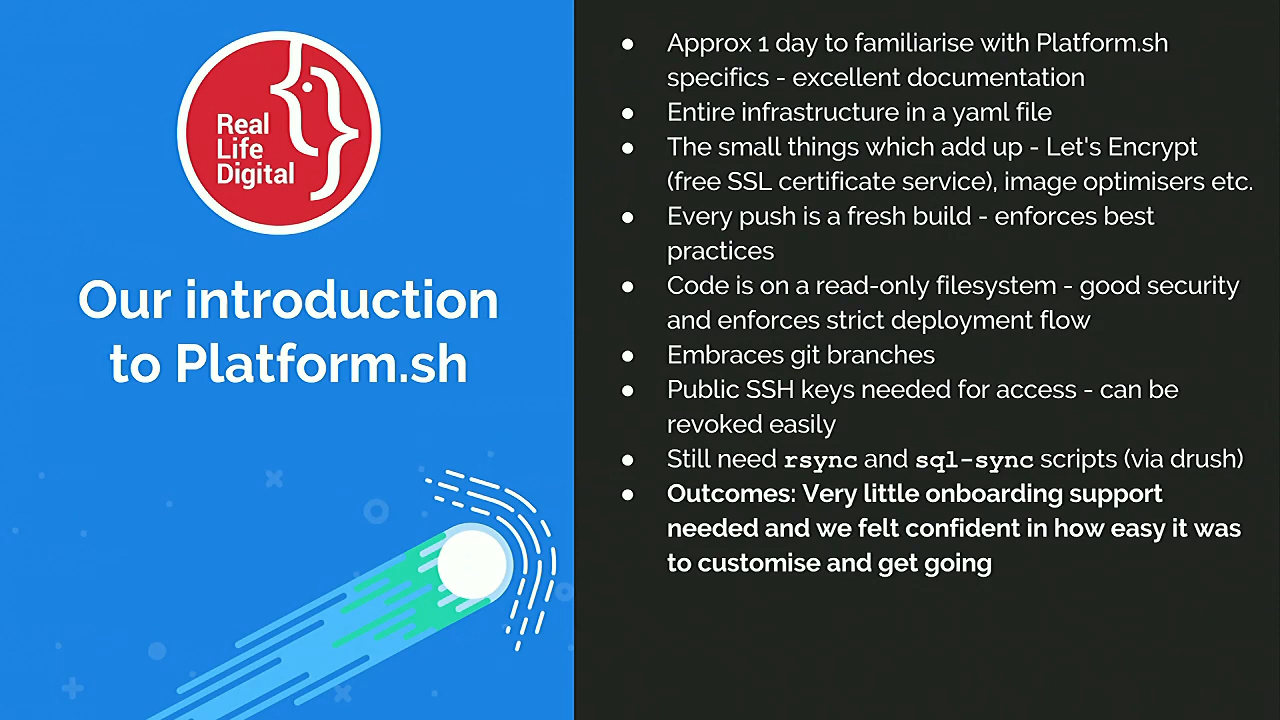 Real
Life
Digital
Our introduction
to Platform.sh
● Approx 1 day to familiarise with Platform.sh
specifics - excellent documentation
● Entire infrastructure in a yaml file
● The small things which add up - Let's Encrypt
(free SSL certificate service), image optimisers etc.
● Every push is a fresh build - enforces best
practices
● Code is on a read-only filesystem - good security
and enforces strict deployment flow
● Embraces git branches
● Public SSH keys needed for access - can be
revoked easily
● Still need rsync and sql-sync scripts (via drush)
● Outcomes: Very little onboarding support
needed and we felt confident in how easy it was
to customise and get going